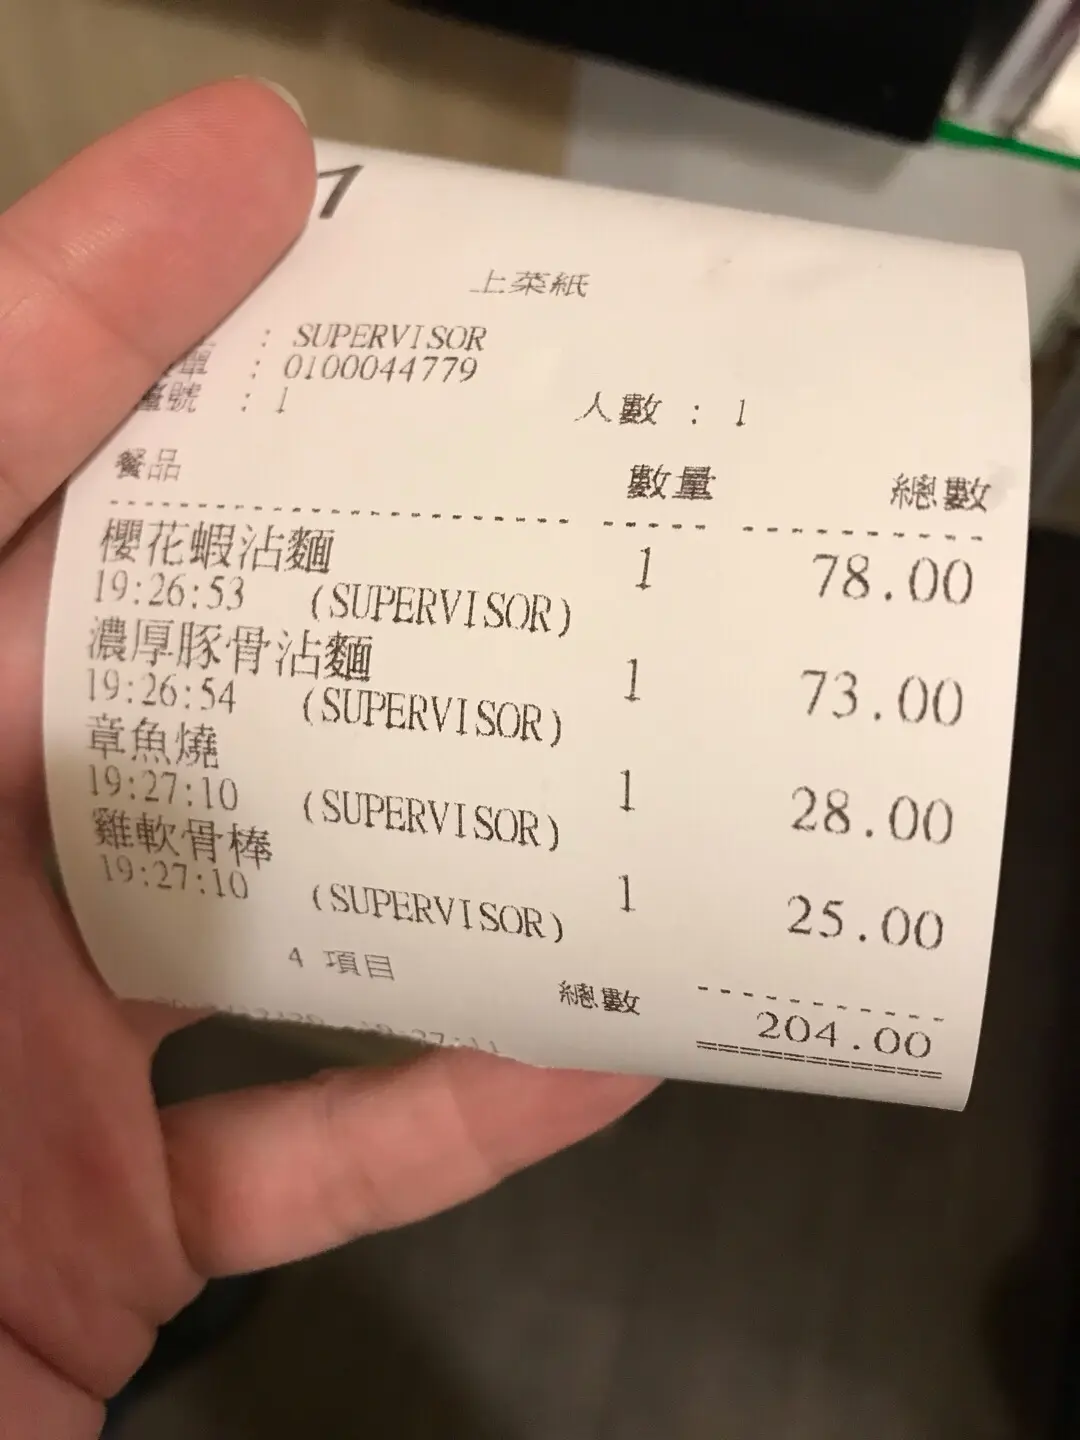 上菜紙
: SUPERVISOR
單 : 0100044779
檯號 : 1 人數 : 1
餐品 數量 總數
櫻花蝦沾麵 1 78.00
19:26:53 (SUPERVISOR)
濃厚豚骨沾麵 1 73.00
19:26:54 (SUPERVISOR)
章魚燒 1 28.00
19:27:10 (SUPERVISOR)
雞軟骨棒 1 25.00
19:27:10 (SUPERVISOR)
4 項目
總數 204.00